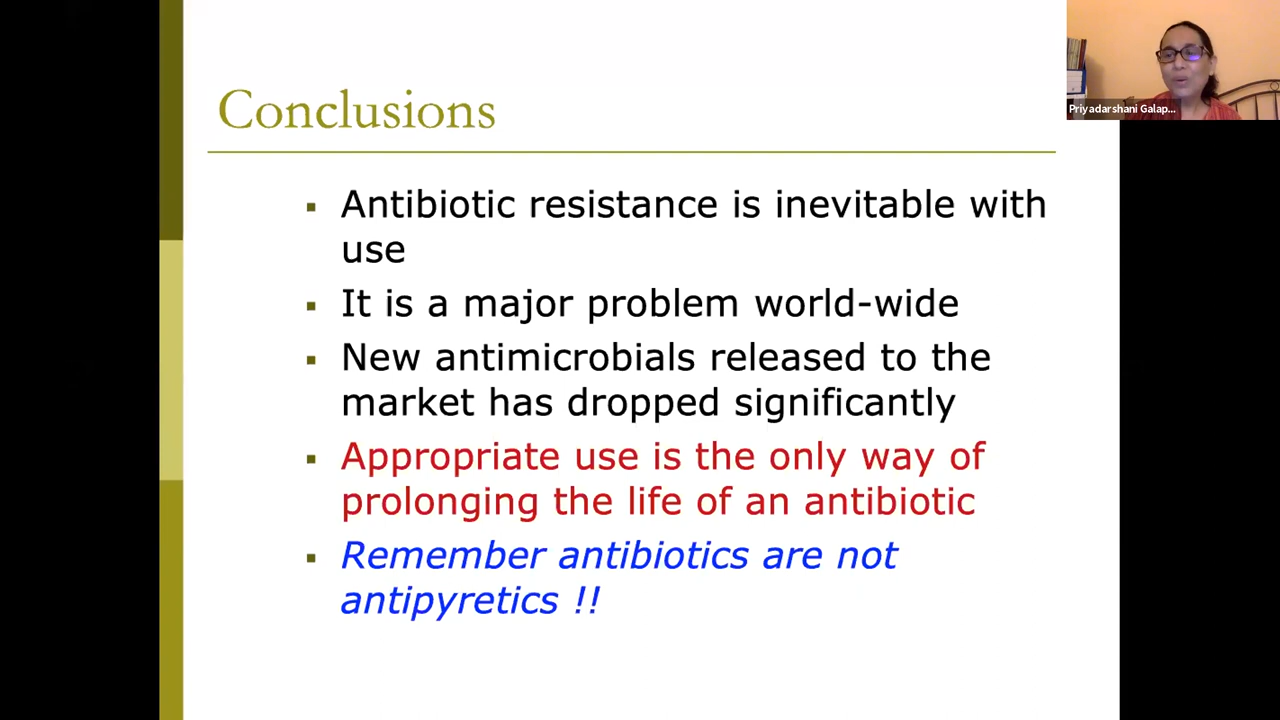 Conclusions
▪ Antibiotic resistance is inevitable with
use
▪ It is a major problem world-wide
▪ New antimicrobials released to the
market has dropped significantly
▪ Appropriate use is the only way of
prolonging the life of an antibiotic
▪ Remember antibiotics are not
antipyretics !!
Priyadarshani Galap...